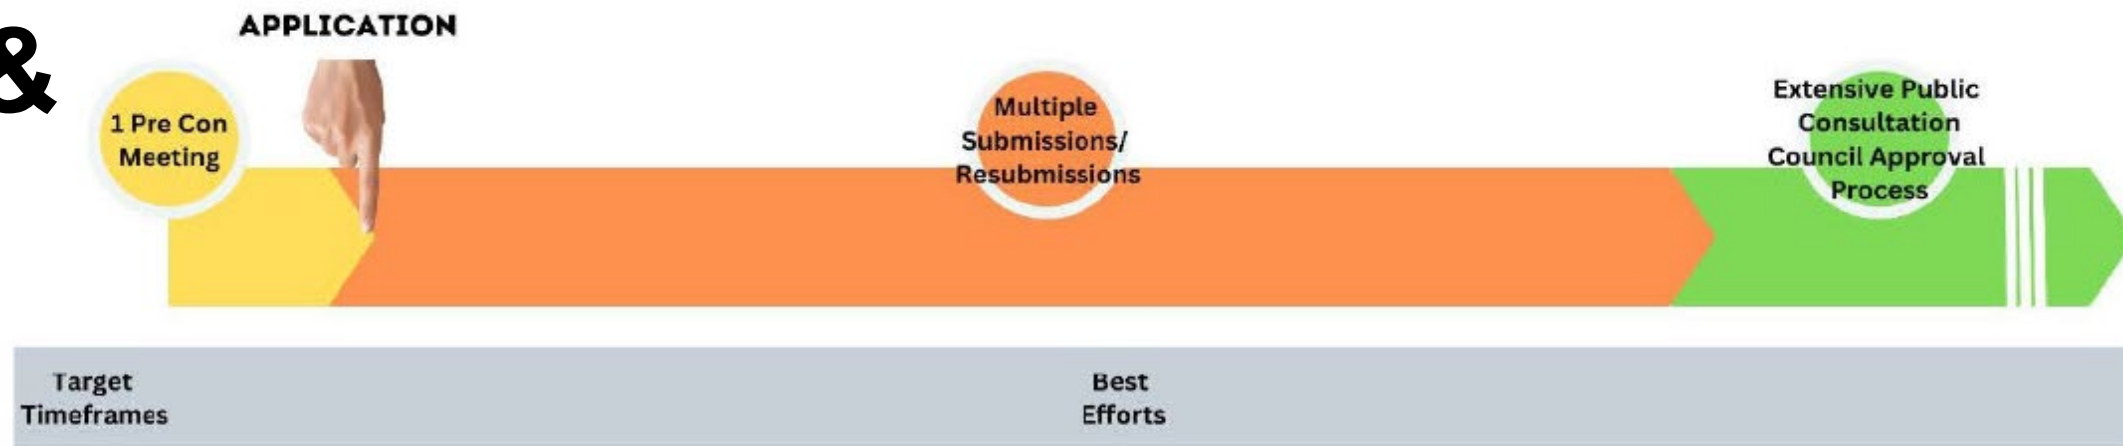 &
APPLICATION
1 Pre Con
Meeting
Multiple
Submissions/
Resubmissions
Extensive Public
Consultation
Council Approval
Process
Target
Timeframes
Best
Efforts